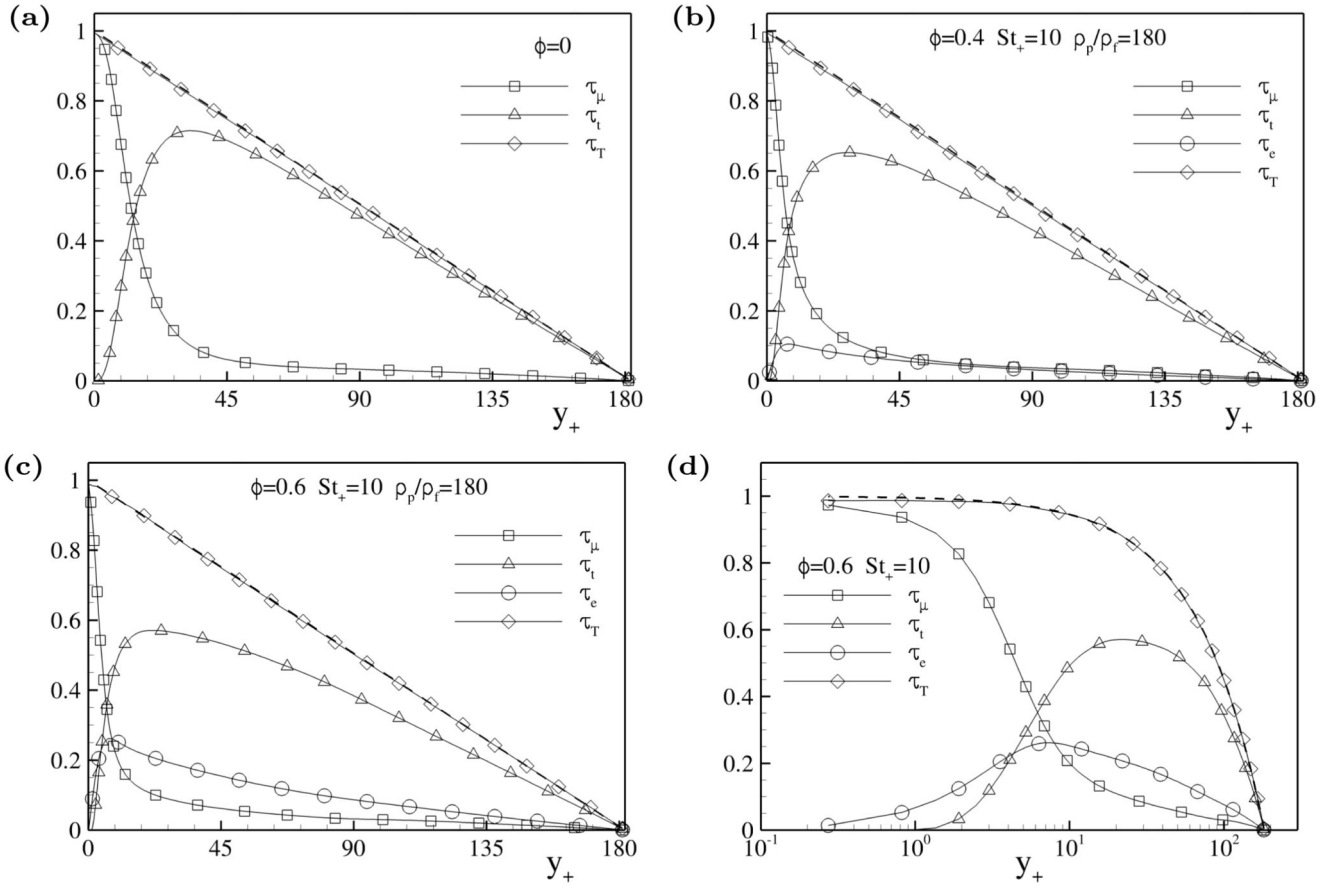 (a)
1
0.8
0.6
0.4
0.2
0
ϕ=0
τ_μ
τ_t
τ_T
0 45 90 135 180
y_+
(b)
1
0.8
0.6
0.4
0.2
0
ϕ=0.4 St_+=10 ρ_p/ρ_f=180
τ_μ
τ_t
τ_e
τ_T
0 45 90 135 180
y_+
(c)
1
0.8
0.6
0.4
0.2
0
ϕ=0.6 St_+=10 ρ_p/ρ_f=180
τ_μ
τ_t
τ_e
τ_T
0 45 90 135 180
y_+
(d)
1
0.8
0.6
0.4
0.2
0
ϕ=0.6 St_+=10
τ_μ
τ_t
τ_e
τ_T
10^-1 10^0 10^1 10^2
y_+